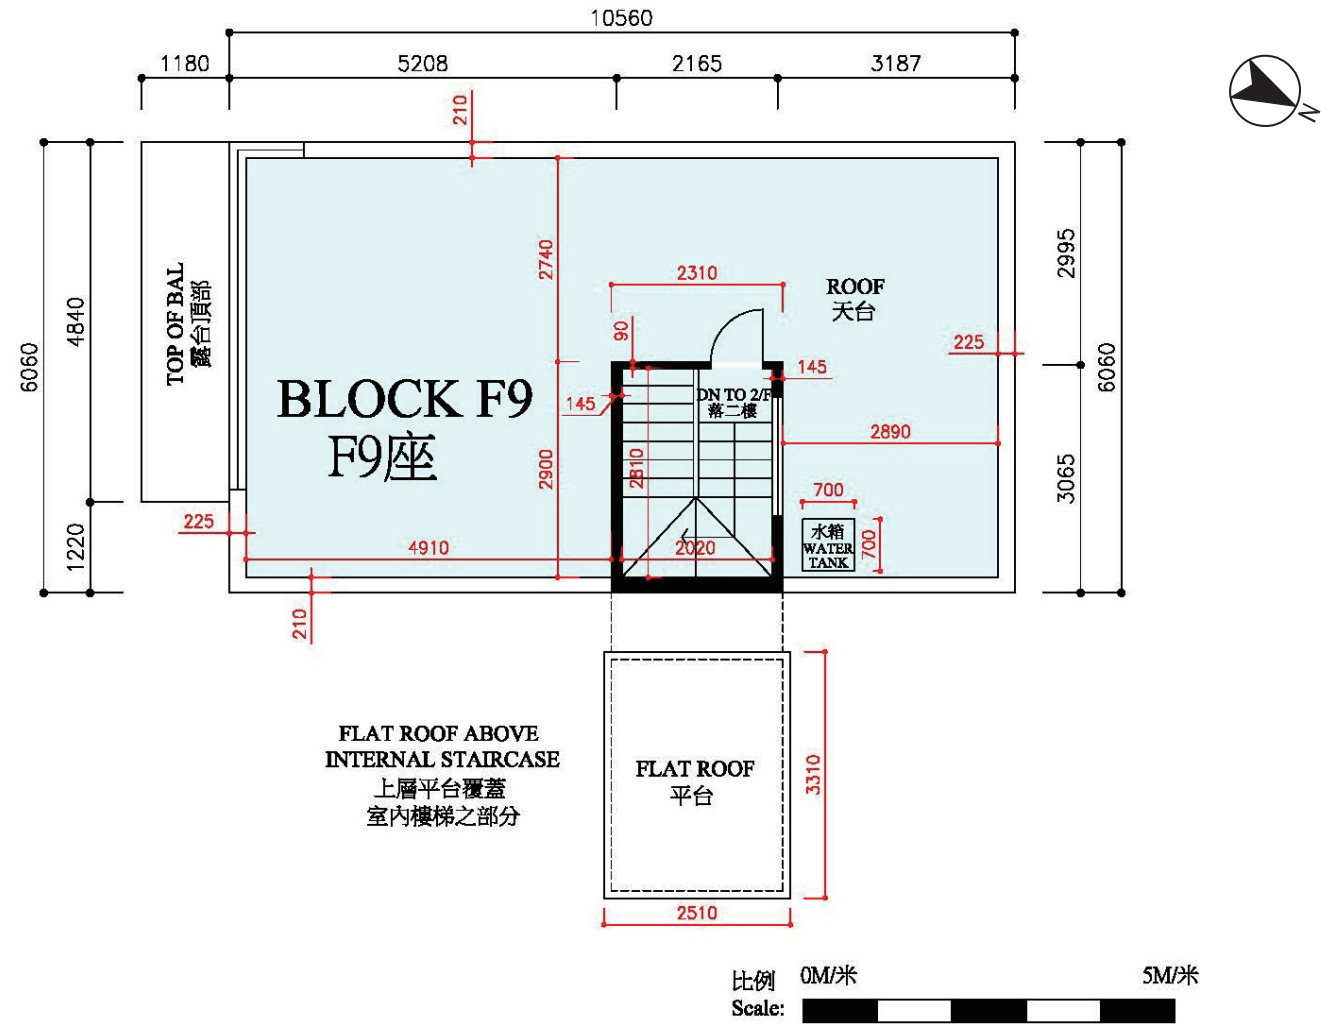 10560
1180
5208
2165
3187
N
210
6060
4840
1220
TOP OF BAL
露台頂部
2740
2310
ROOF
天台
90
225
145
2995
6060
3065
BLOCK F9
F9座
145
DN TO 2/F
落二樓
2900
2810
2890
700
水箱
WATER
TANK
700
225
4910
2020
210
FLAT ROOF ABOVE
INTERNAL STAIRCASE
上層平台覆蓋
室內樓梯之部分
FLAT ROOF
平台
3310
2510
比例
Scale:
0M/米
5M/米